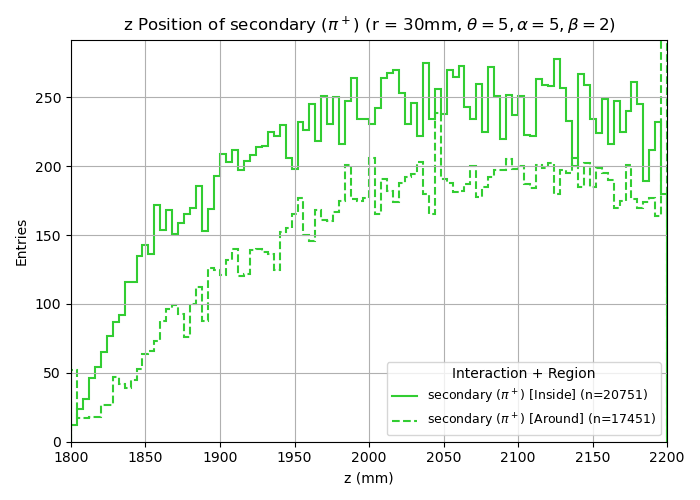 z Position of secondary (π⁺) (r = 30mm, θ = 5, α = 5, β = 2)
Entries
250
200
150
100
50
0
1800 1850 1900 1950 2000 2050 2100 2150 2200
z (mm)
Interaction + Region
secondary (π⁺) [Inside] (n=20751)
secondary (π⁺) [Around] (n=17451)